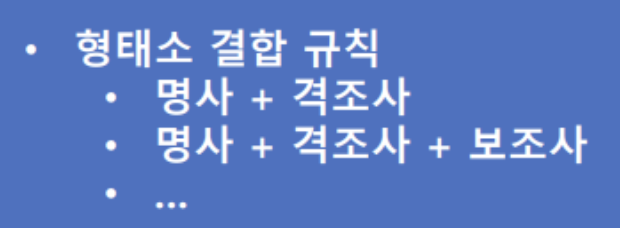 • 형태소 결합 규칙
• 명사 + 격조사
• 명사 + 격조사 + 보조사
• ...